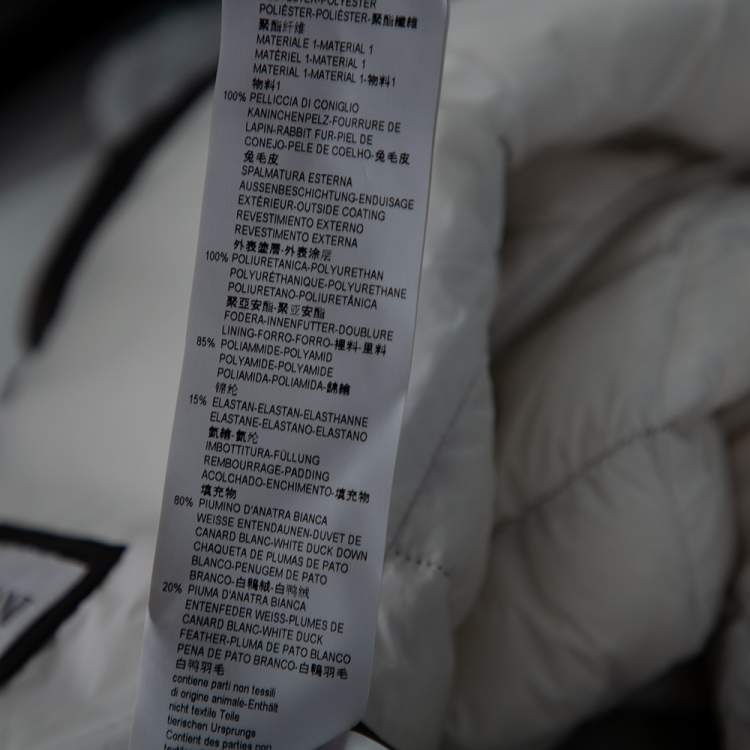 POLIÉSTER-POLIÉSTER-聚酯纖維
聚酯纤维
MATERIALE 1-MATERIAL 1
MATÉRIEL 1-MATERIAL 1
MATERIAL 1-MATERIAL 1-物料1
物料1
100% PELLICCIA DI CONIGLIO
KANINCHENPELZ-FOURRURE DE
LAPIN-RABBIT FUR-PIEL DE
CONEJO-PELE DE COELHO-兔毛皮
兔毛皮
SPALMATURA ESTERNA
AUSSENBESCHICHTUNG-ENDUISAGE
EXTÉRIEUR-OUTSIDE COATING
REVESTIMIENTO EXTERNO
REVESTIMENTO EXTERNA
外表塗層-外表涂层
100% POLIURETANICA-POLYURETHAN
POLYURÉTHANIQUE-POLYURETHANE
POLIURETANO-POLIURETÂNICA
聚亞安酯-聚亚安酯
FODERA-INNENFUTTER-DOUBLURE
LINING-FORRO-FORRO-裡料-里料
85% POLIAMMIDE-POLYAMID
POLYAMIDE-POLYAMIDE
POLIAMIDA-POLIAMIDA-錦綸
锦纶
15% ELASTAN-ELASTAN-ELASTHANNE
ELASTANE-ELASTANO-ELASTANO
氨綸-氨纶
IMBOTTITURA-FÜLLUNG
REMBOURRAGE-PADDING
ACOLCHADO-ENCHIMENTO-填充物
填充物
80% PIUMINO D'ANATRA BIANCA
WEISSE ENTENDAUNEN-DUVET DE
CANARD BLANC-WHITE DUCK DOWN
CHAQUETA DE PLUMAS DE PATO
BLANCO-PENUGEM DE PATO
BRANCO-白鴨絨-白鸭绒
20% PIUMA D'ANATRA BIANCA
ENTENFEDER WEISS-PLUMES DE
CANARD BLANC-WHITE DUCK
FEATHER-PLUMA DE PATO BLANCO
PENA DE PATO BRANCO-白鴨羽毛
白鸭羽毛
contiene parti non tessili
di origine animale-Enthält
nicht textile Teile
tierischen Ursprungs
Contient des parties non